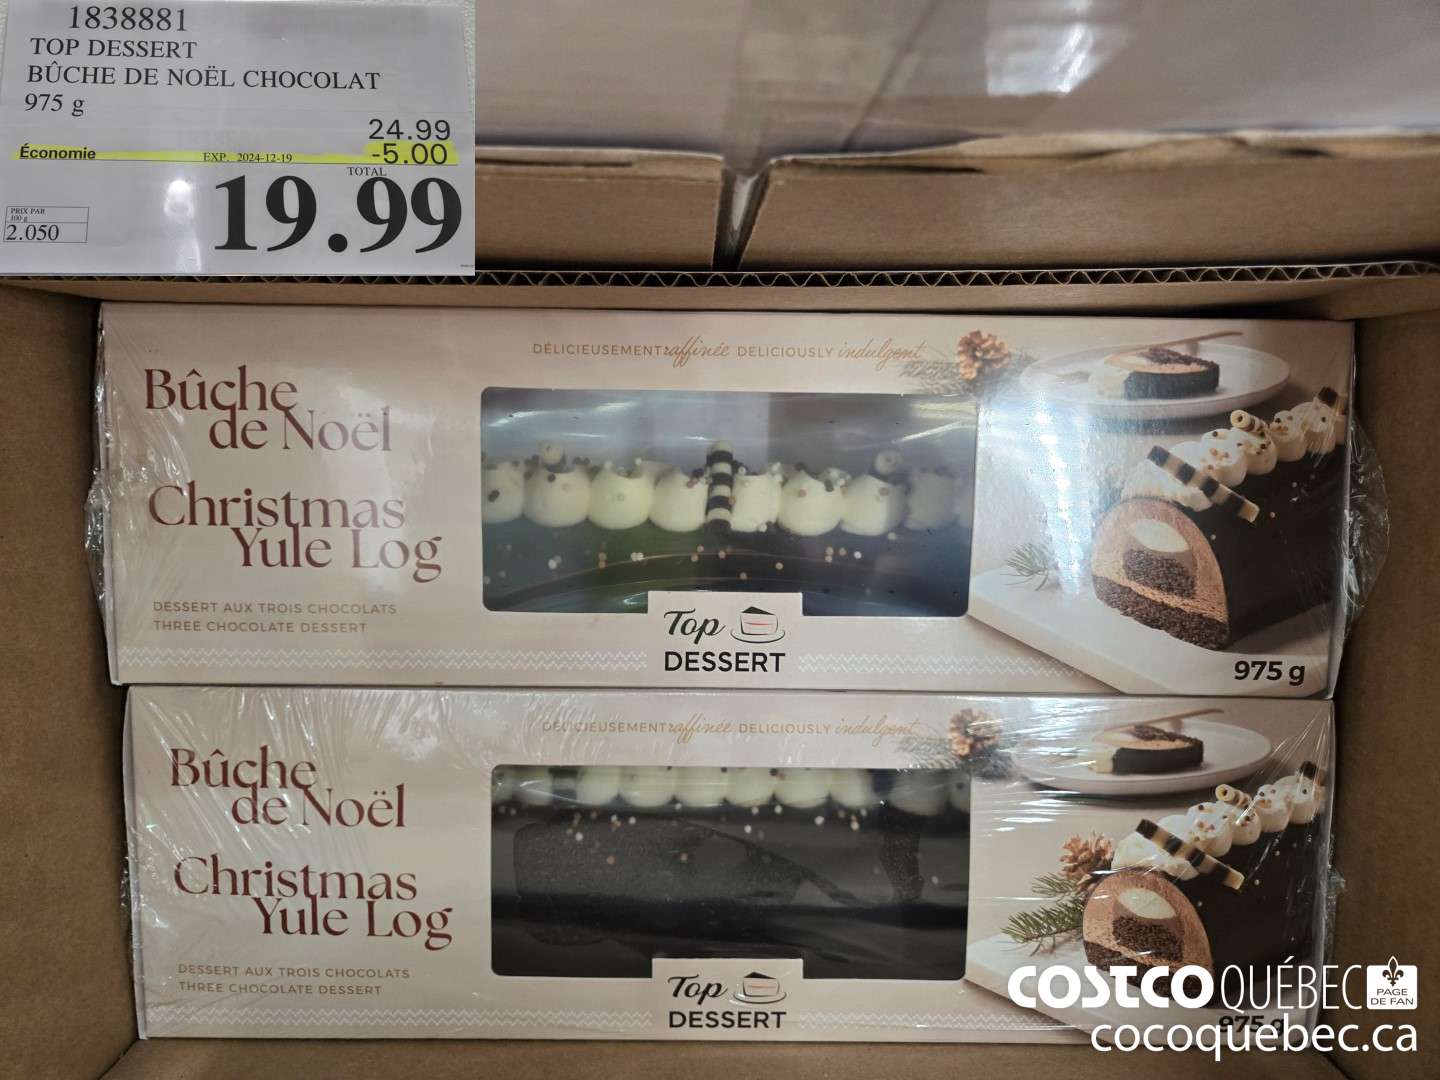 1838881
TOP DESSERT
BÛCHE DE NOËL CHOCOLAT
975 g
24.99
Économie EXP. 2024-12-19 -5.00
TOTAL
19.99
PRIX PAR
100 g
2.050
DÉLICIEUSEMENT raffinée DELICIOUSLY indulgent
Bûche
de Noël
Christmas
Yule Log
DESSERT AUX TROIS CHOCOLATS
THREE CHOCOLATE DESSERT
Top
DESSERT
975 g
DÉLICIEUSEMENT raffinée DELICIOUSLY indulgent
Bûche
de Noël
Christmas
Yule Log
DESSERT AUX TROIS CHOCOLATS
THREE CHOCOLATE DESSERT
Top
DESSERT
975 g
COSTCO QUÉBEC PAGE
DE FAN
cocoquebec.ca